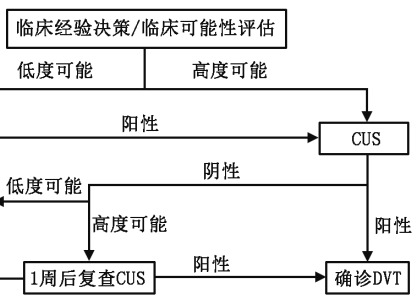 临床经验决策/临床可能性评估
低度可能
高度可能
阳性
CUS
阴性
低度可能
高度可能
阳性
1周后复查CUS
阳性
确诊DVT